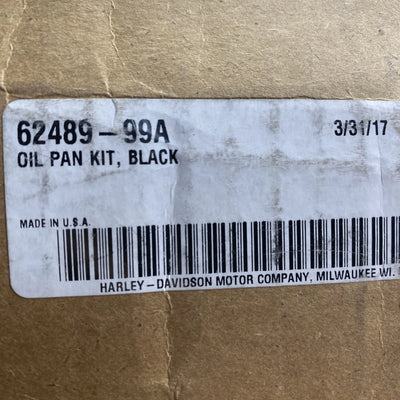 62489-99A 3/31/17
OIL PAN KIT, BLACK
MADE IN U.S.A.
HARLEY-DAVIDSON MOTOR COMPANY, MILWAUKEE WI.